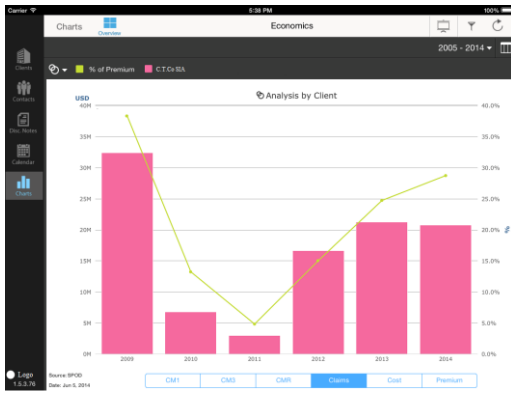 Carrier 5:38 PM 100%
Charts Overview Economics
2005 - 2014
% of Premium C.T.Co SIA
Clients
Contacts
Doc. Notes
Calendar
Charts
Analysis by Client
USD
40M 40.0%
35M 35.0%
30M 30.0%
25M 25.0%
20M 20.0% %
15M 15.0%
10M 10.0%
5M 5.0%
0M 0.0%
2009 2010 2011 2012 2013 2014
Logo
1.5.3.76
Source: SPOD
Date: Jun 5, 2014
CM1 CM3 CMR Claims Cost Premium